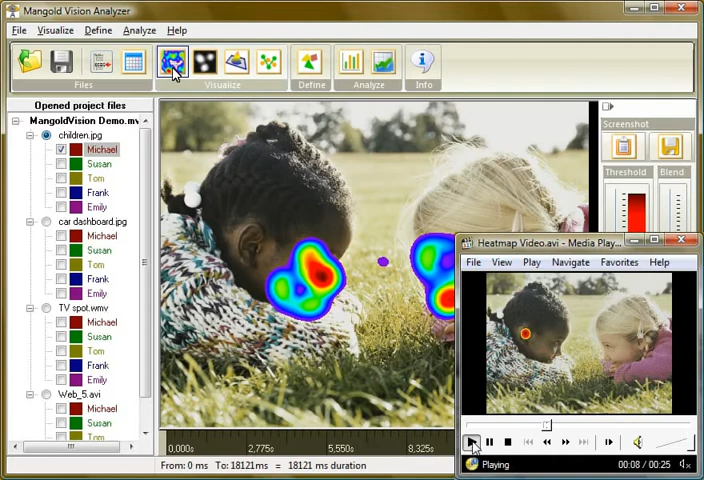 Mangold Vision Analyzer
File Visualize Define Analyze Help
Files Visualize Define Analyze Info
Opened project files
MangoldVision Demo.mv
children.jpg
Michael
Susan
Tom
Frank
Emily
car dashboard.jpg
Michael
Susan
Tom
Frank
Emily
TV spot.wmv
Michael
Susan
Tom
Frank
Emily
Web_5.avi
Michael
Susan
Tom
Screenshot
Threshold Blend
Heatmap Video.avi - Media Play...
File View Play Navigate Favorites Help
Playing 00:08 / 00:25
0,000s 2,775s 5,550s 8,325s
From: 0 ms To: 18121ms = 18121 ms duration